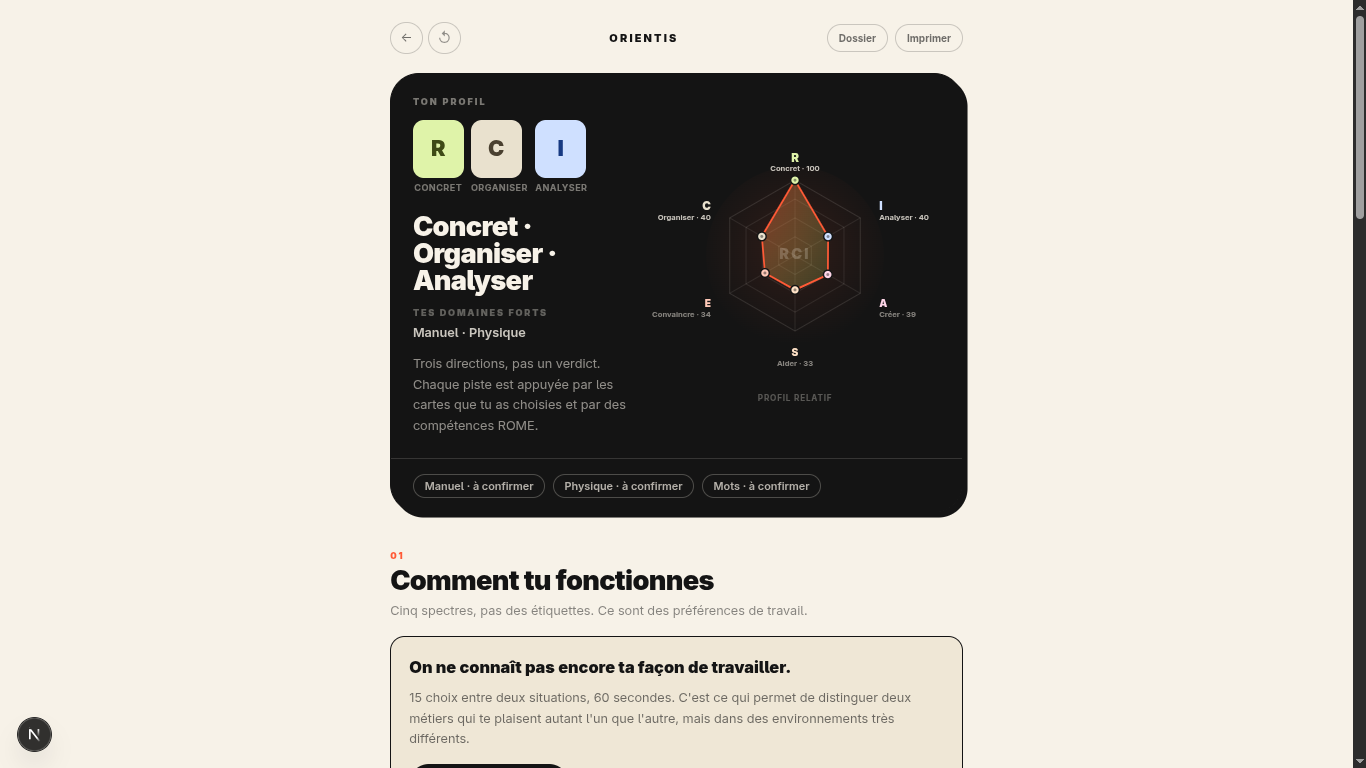 ←
ORIENTIS
Dossier
Imprimer
TON PROFIL
R
C
I
CONCRET
ORGANISER
ANALYSER
Concret ·
Organiser ·
Analyser
TES DOMAINES FORTS
Manuel · Physique
Trois directions, pas un verdict.
Chaque piste est appuyée par les
cartes que tu as choisies et par des
compétences ROME.
R
Concret · 100
C
Organiser · 40
I
Analyser · 40
RCI
E
Convaincre · 34
A
Créer · 39
S
Aider · 33
PROFIL RELATIF
Manuel · à confirmer
Physique · à confirmer
Mots · à confirmer
01
Comment tu fonctionnes
Cinq spectres, pas des étiquettes. Ce sont des préférences de travail.
On ne connaît pas encore ta façon de travailler.
15 choix entre deux situations, 60 secondes. C'est ce qui permet de distinguer deux
métiers qui te plaisent autant l'un que l'autre, mais dans des environnements très
différents.
N